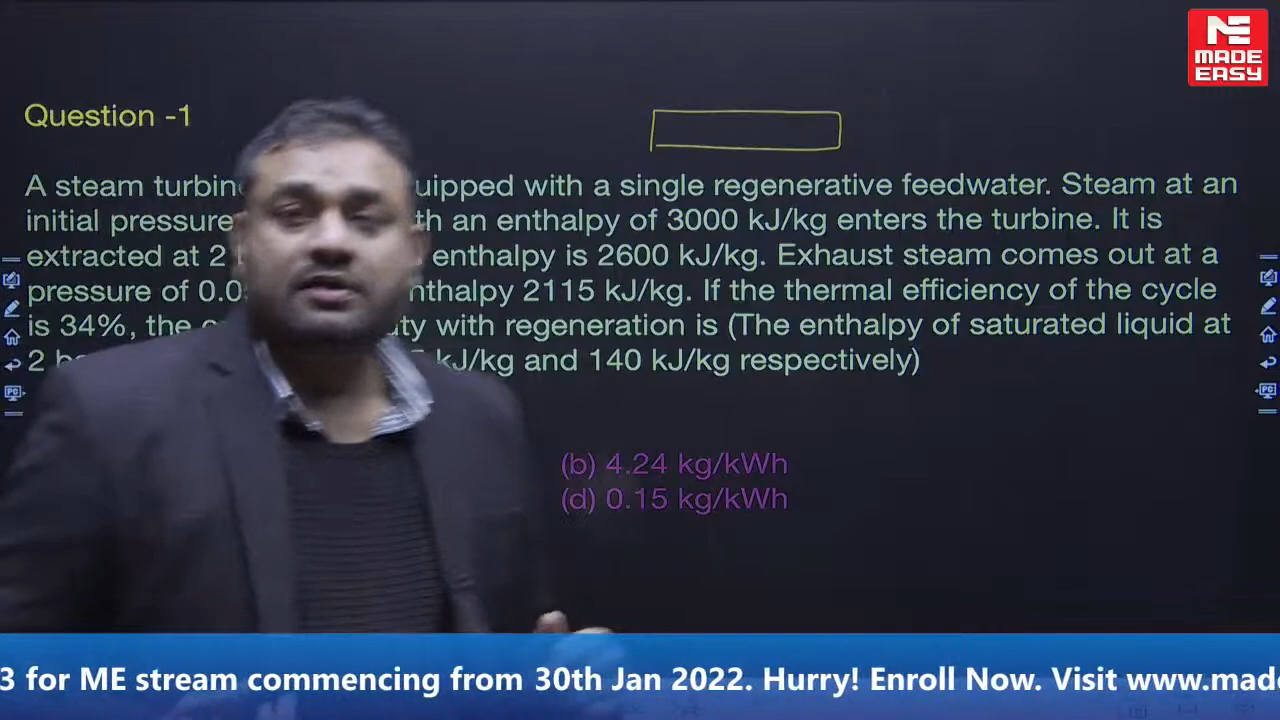 MADE
EASY
Question -1
A steam turbine uipped with a single regenerative feedwater. Steam at an
initial pressure th an enthalpy of 3000 kJ/kg enters the turbine. It is
extracted at 2 enthalpy is 2600 kJ/kg. Exhaust steam comes out at a
pressure of 0.0 nthalpy 2115 kJ/kg. If the thermal efficiency of the cycle
is 34%, the ty with regeneration is (The enthalpy of saturated liquid at
2 kJ/kg and 140 kJ/kg respectively)
(b) 4.24 kg/kWh
(d) 0.15 kg/kWh
3 for ME stream commencing from 30th Jan 2022. Hurry! Enroll Now. Visit www.made